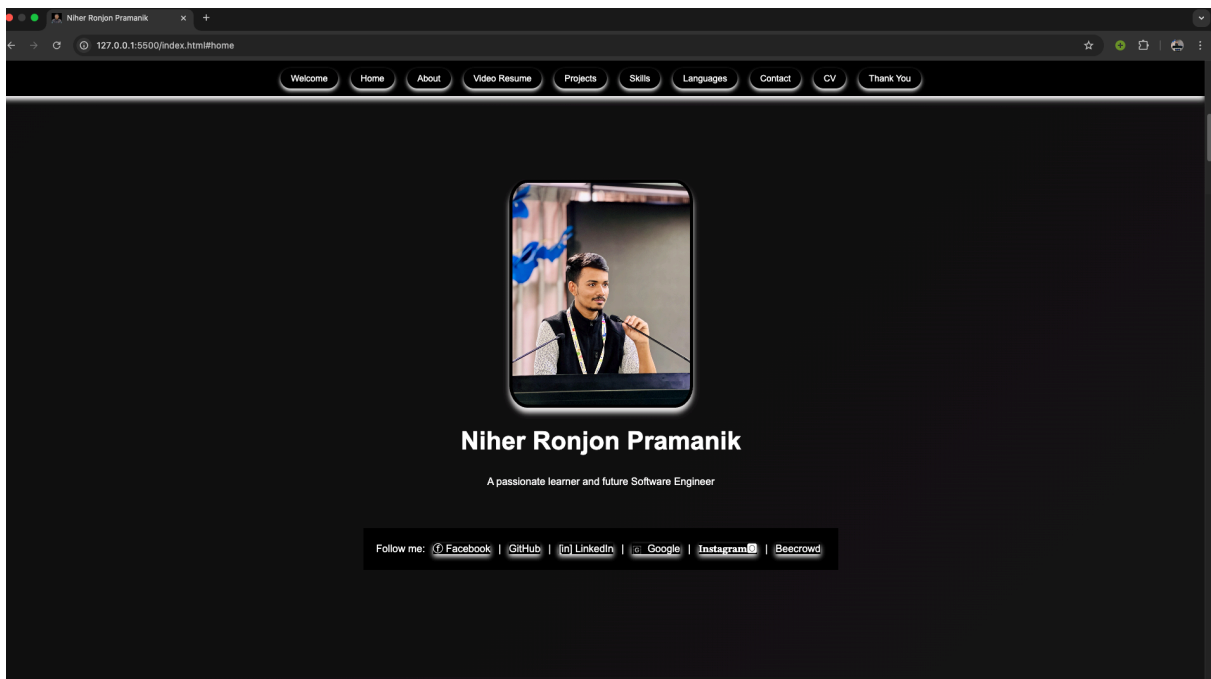 Niher Ronjon Pramanik
127.0.0.1:5500/index.html#home
Welcome Home About Video Resume Projects Skills Languages Contact CV Thank You
Niher Ronjon Pramanik
A passionate learner and future Software Engineer
Follow me: ⓕ Facebook | GitHub | [in] LinkedIn | 🄶 Google | 𝐈𝐧𝐬𝐭𝐚𝐠𝐫𝐚𝐦🅾 | Beecrowd